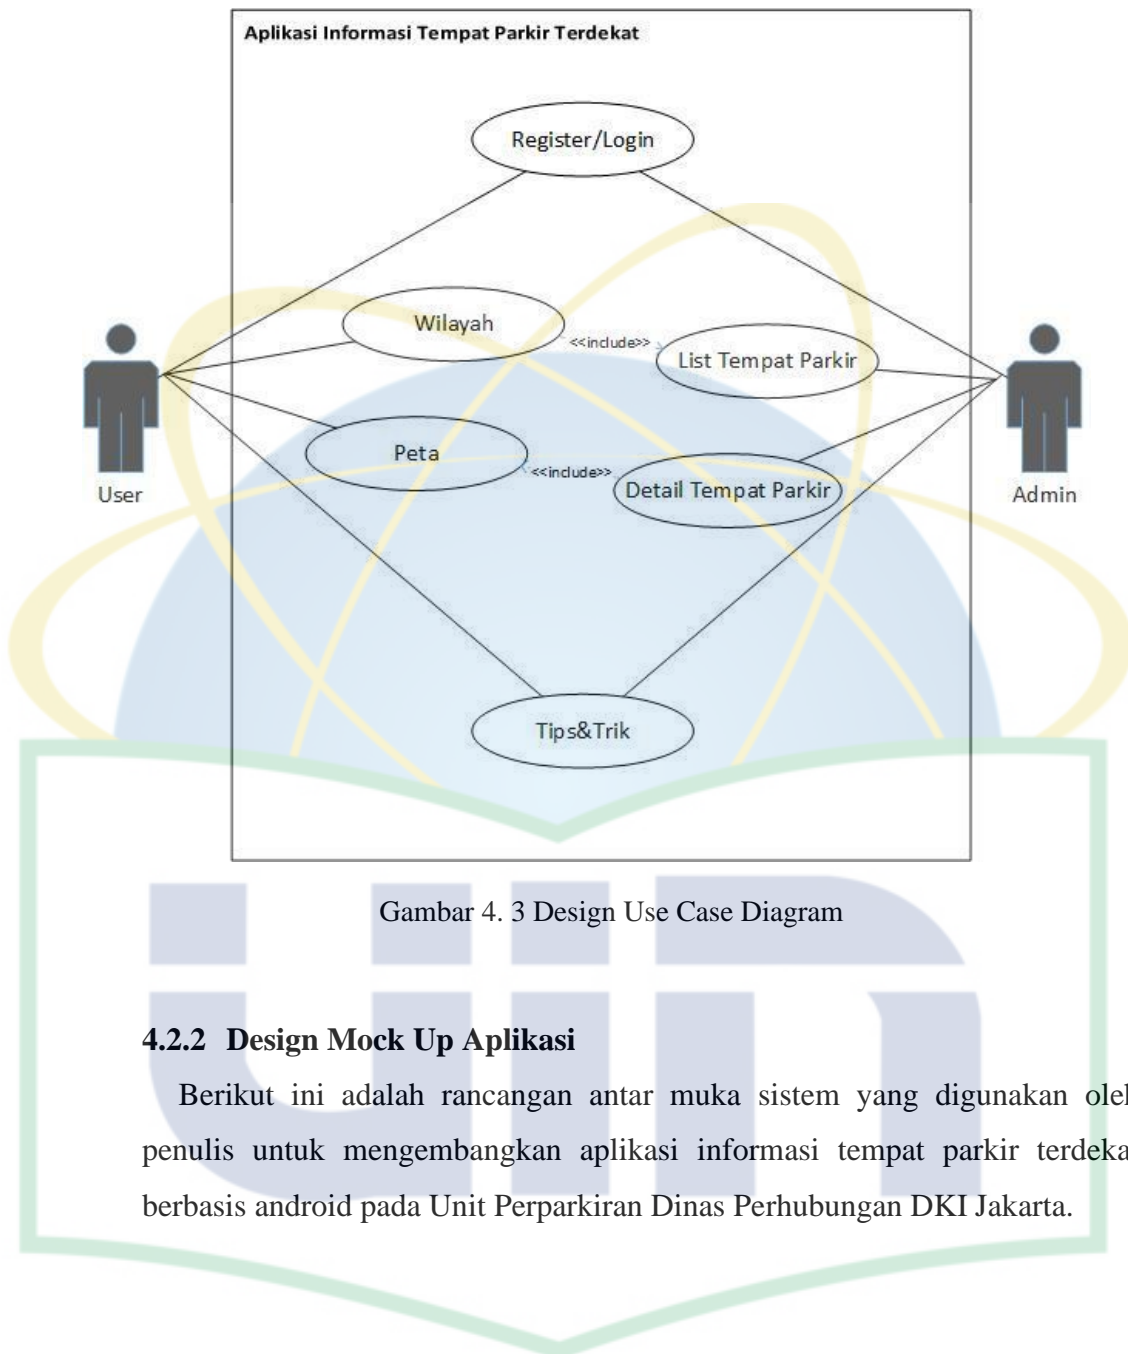 Aplikasi Informasi Tempat Parkir Terdekat
Register/Login
Wilayah
<<include>>
List Tempat Parkir
Peta
<<include>>
Detail Tempat Parkir
User
Admin
Tips&Trik
Gambar 4. 3 Design Use Case Diagram
uin
4.2.2 Design Mock Up Aplikasi
Berikut ini adalah rancangan antar muka sistem yang digunakan oleh
penulis untuk mengembangkan aplikasi informasi tempat parkir terdeka
berbasis android pada Unit Perparkiran Dinas Perhubungan DKI Jakarta.